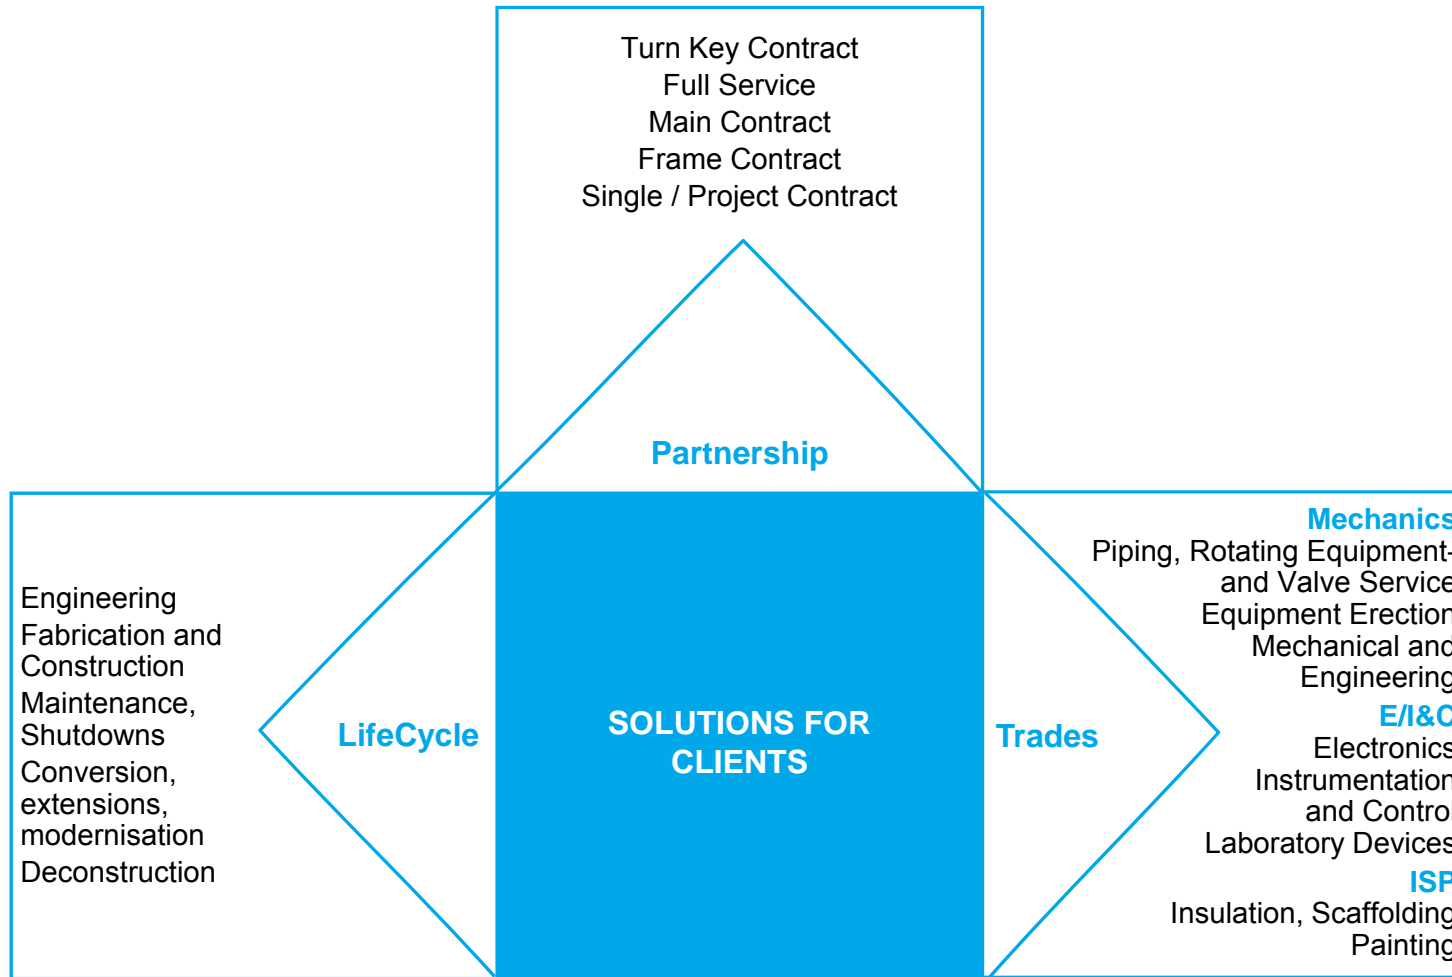 Turn Key Contract
Full Service
Main Contract
Frame Contract
Single / Project Contract
Partnership
Engineering
Fabrication and
Construction
Maintenance,
Shutdowns
Conversion,
extensions,
modernisation
Deconstruction
LifeCycle
SOLUTIONS FOR
CLIENTS
Trades
Mechanics
Piping, Rotating Equipment-
and Valve Service
Equipment Erection
Mechanical and
Engineering
E/I&C
Electronics
Instrumentation
and Control
Laboratory Devices
ISP
Insulation, Scaffolding
Painting